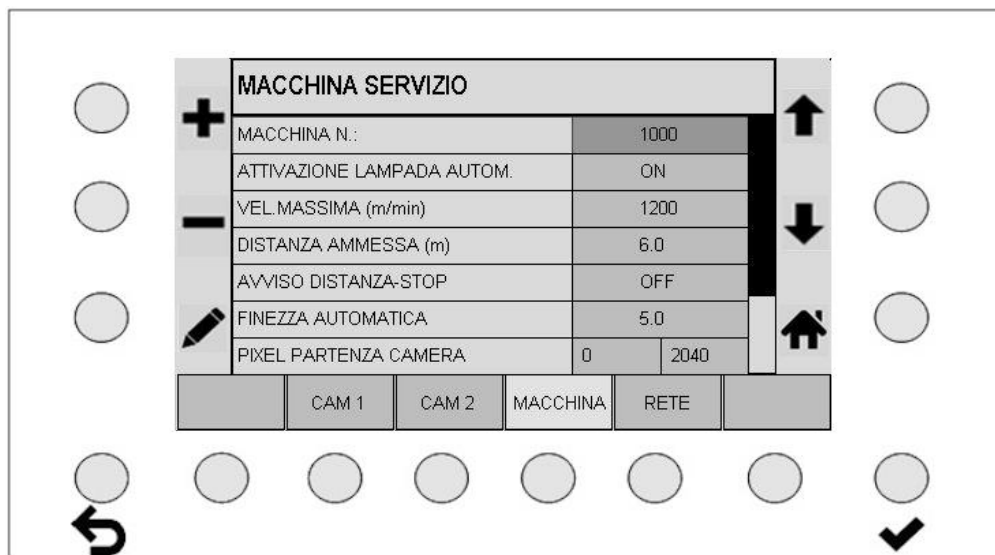 MACCHINA SERVIZIO
MACCHINA N.: 1000
ATTIVAZIONE LAMPADA AUTOM. ON
VEL.MASSIMA (m/min) 1200
DISTANZA AMMESSA (m) 6.0
AVVISO DISTANZA-STOP OFF
FINEZZA AUTOMATICA 5.0
PIXEL PARTENZA CAMERA 0 2040
CAM 1 CAM 2 MACCHINA RETE